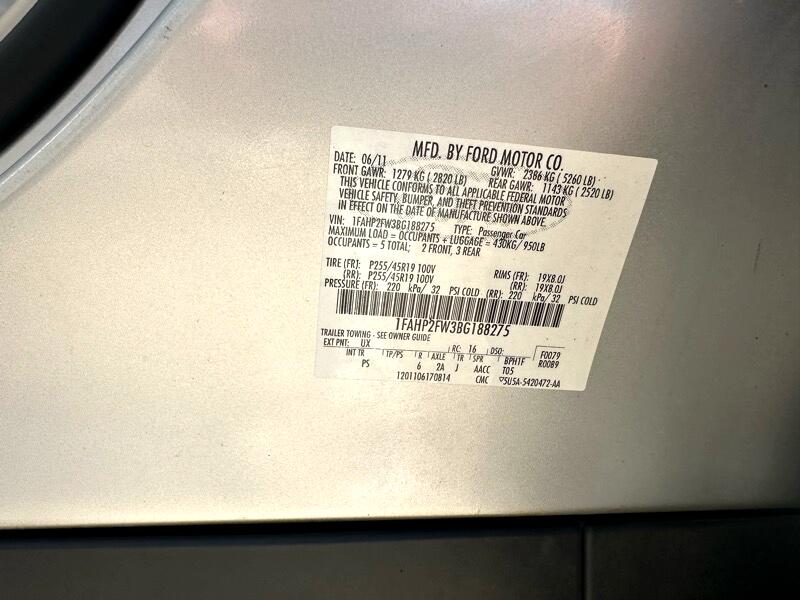 MFD. BY FORD MOTOR CO.
DATE: 06/11 GVWR: 2386 KG ( 5260 LB)
FRONT GAWR: 1279 KG ( 2820 LB) REAR GAWR: 1143 KG ( 2520 LB)
THIS VEHICLE CONFORMS TO ALL APPLICABLE FEDERAL MOTOR
VEHICLE SAFETY, BUMPER, AND THEFT PREVENTION STANDARDS
IN EFFECT ON THE DATE OF MANUFACTURE SHOWN ABOVE.
VIN: 1FAHP2FW3BG188275 TYPE: Passenger Car
MAXIMUM LOAD = OCCUPANTS + LUGGAGE = 430KG/ 950LB
OCCUPANTS = 5 TOTAL; 2 FRONT, 3 REAR
TIRE (FR): P255/45R19 100V RIMS (FR): 19X8.0J
(RR): P255/45R19 100V (RR): 19X8.0J
PRESSURE (FR): 220 kPa/ 32 PSI COLD (RR): 220 kPa/ 32 PSI COLD
1FAHP2FW3BG188275
TRAILER TOWING - SEE OWNER GUIDE
EXT PNT: UX RC: 16 DSO: F0079
INT TR TP/PS R AXLE TR SPR BPH1F R0089
PS 6 2A J AACC T05
1201106170814 CMC ▽5U5A-5420472-AA